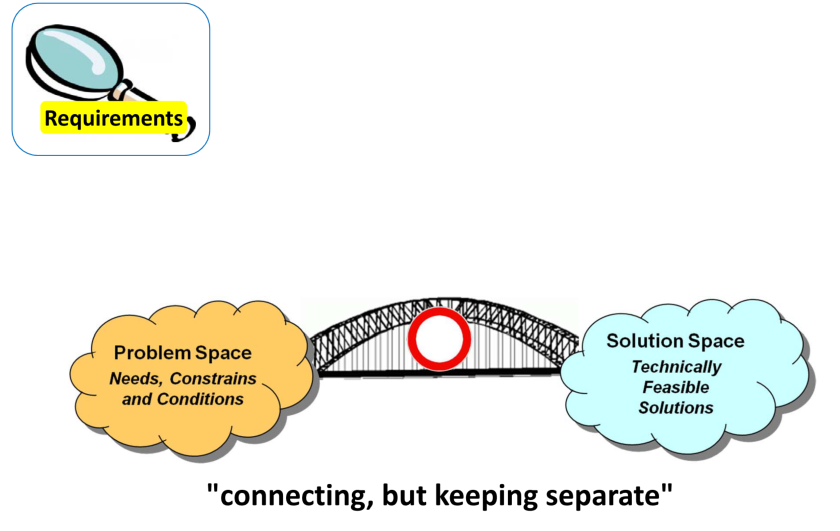 Requirements
Problem Space
Needs, Constrains
and Conditions
Solution Space
Technically
Feasible
Solutions
"connecting, but keeping separate"